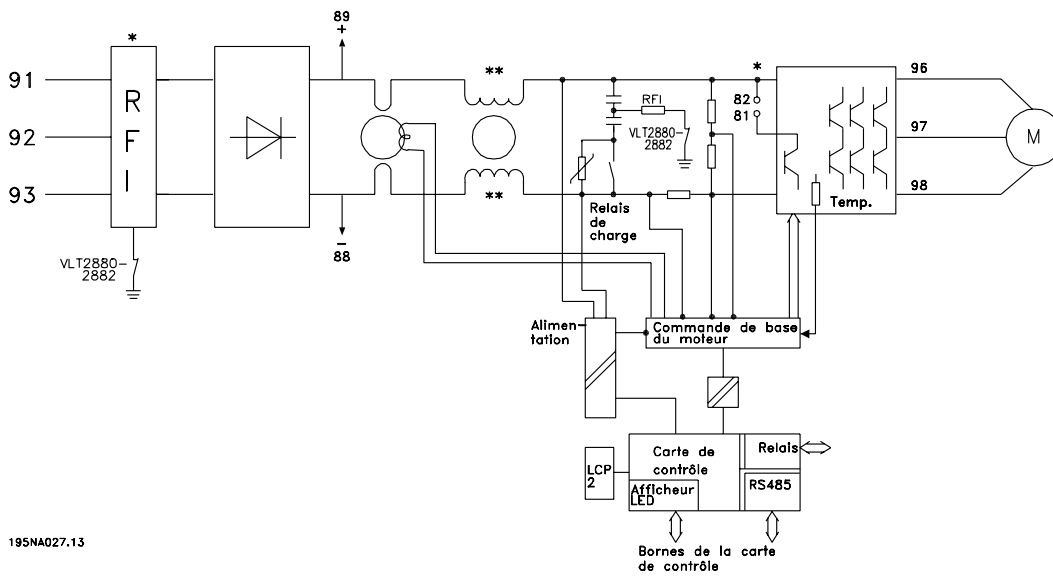 89
+
*
91
92
93
R
F
I
VLT2880-
2882
-
88
**
**
RFI
VLT2880-
2882
Relais
de
charge
*
82
81
Temp.
96
97
98
M
Alimen-
tation
Commande de base
du moteur
LCP
2
Carte de
contrôle
Afficheur
LED
Relais
RS485
Bornes de la carte
de contrôle
195NA027.13